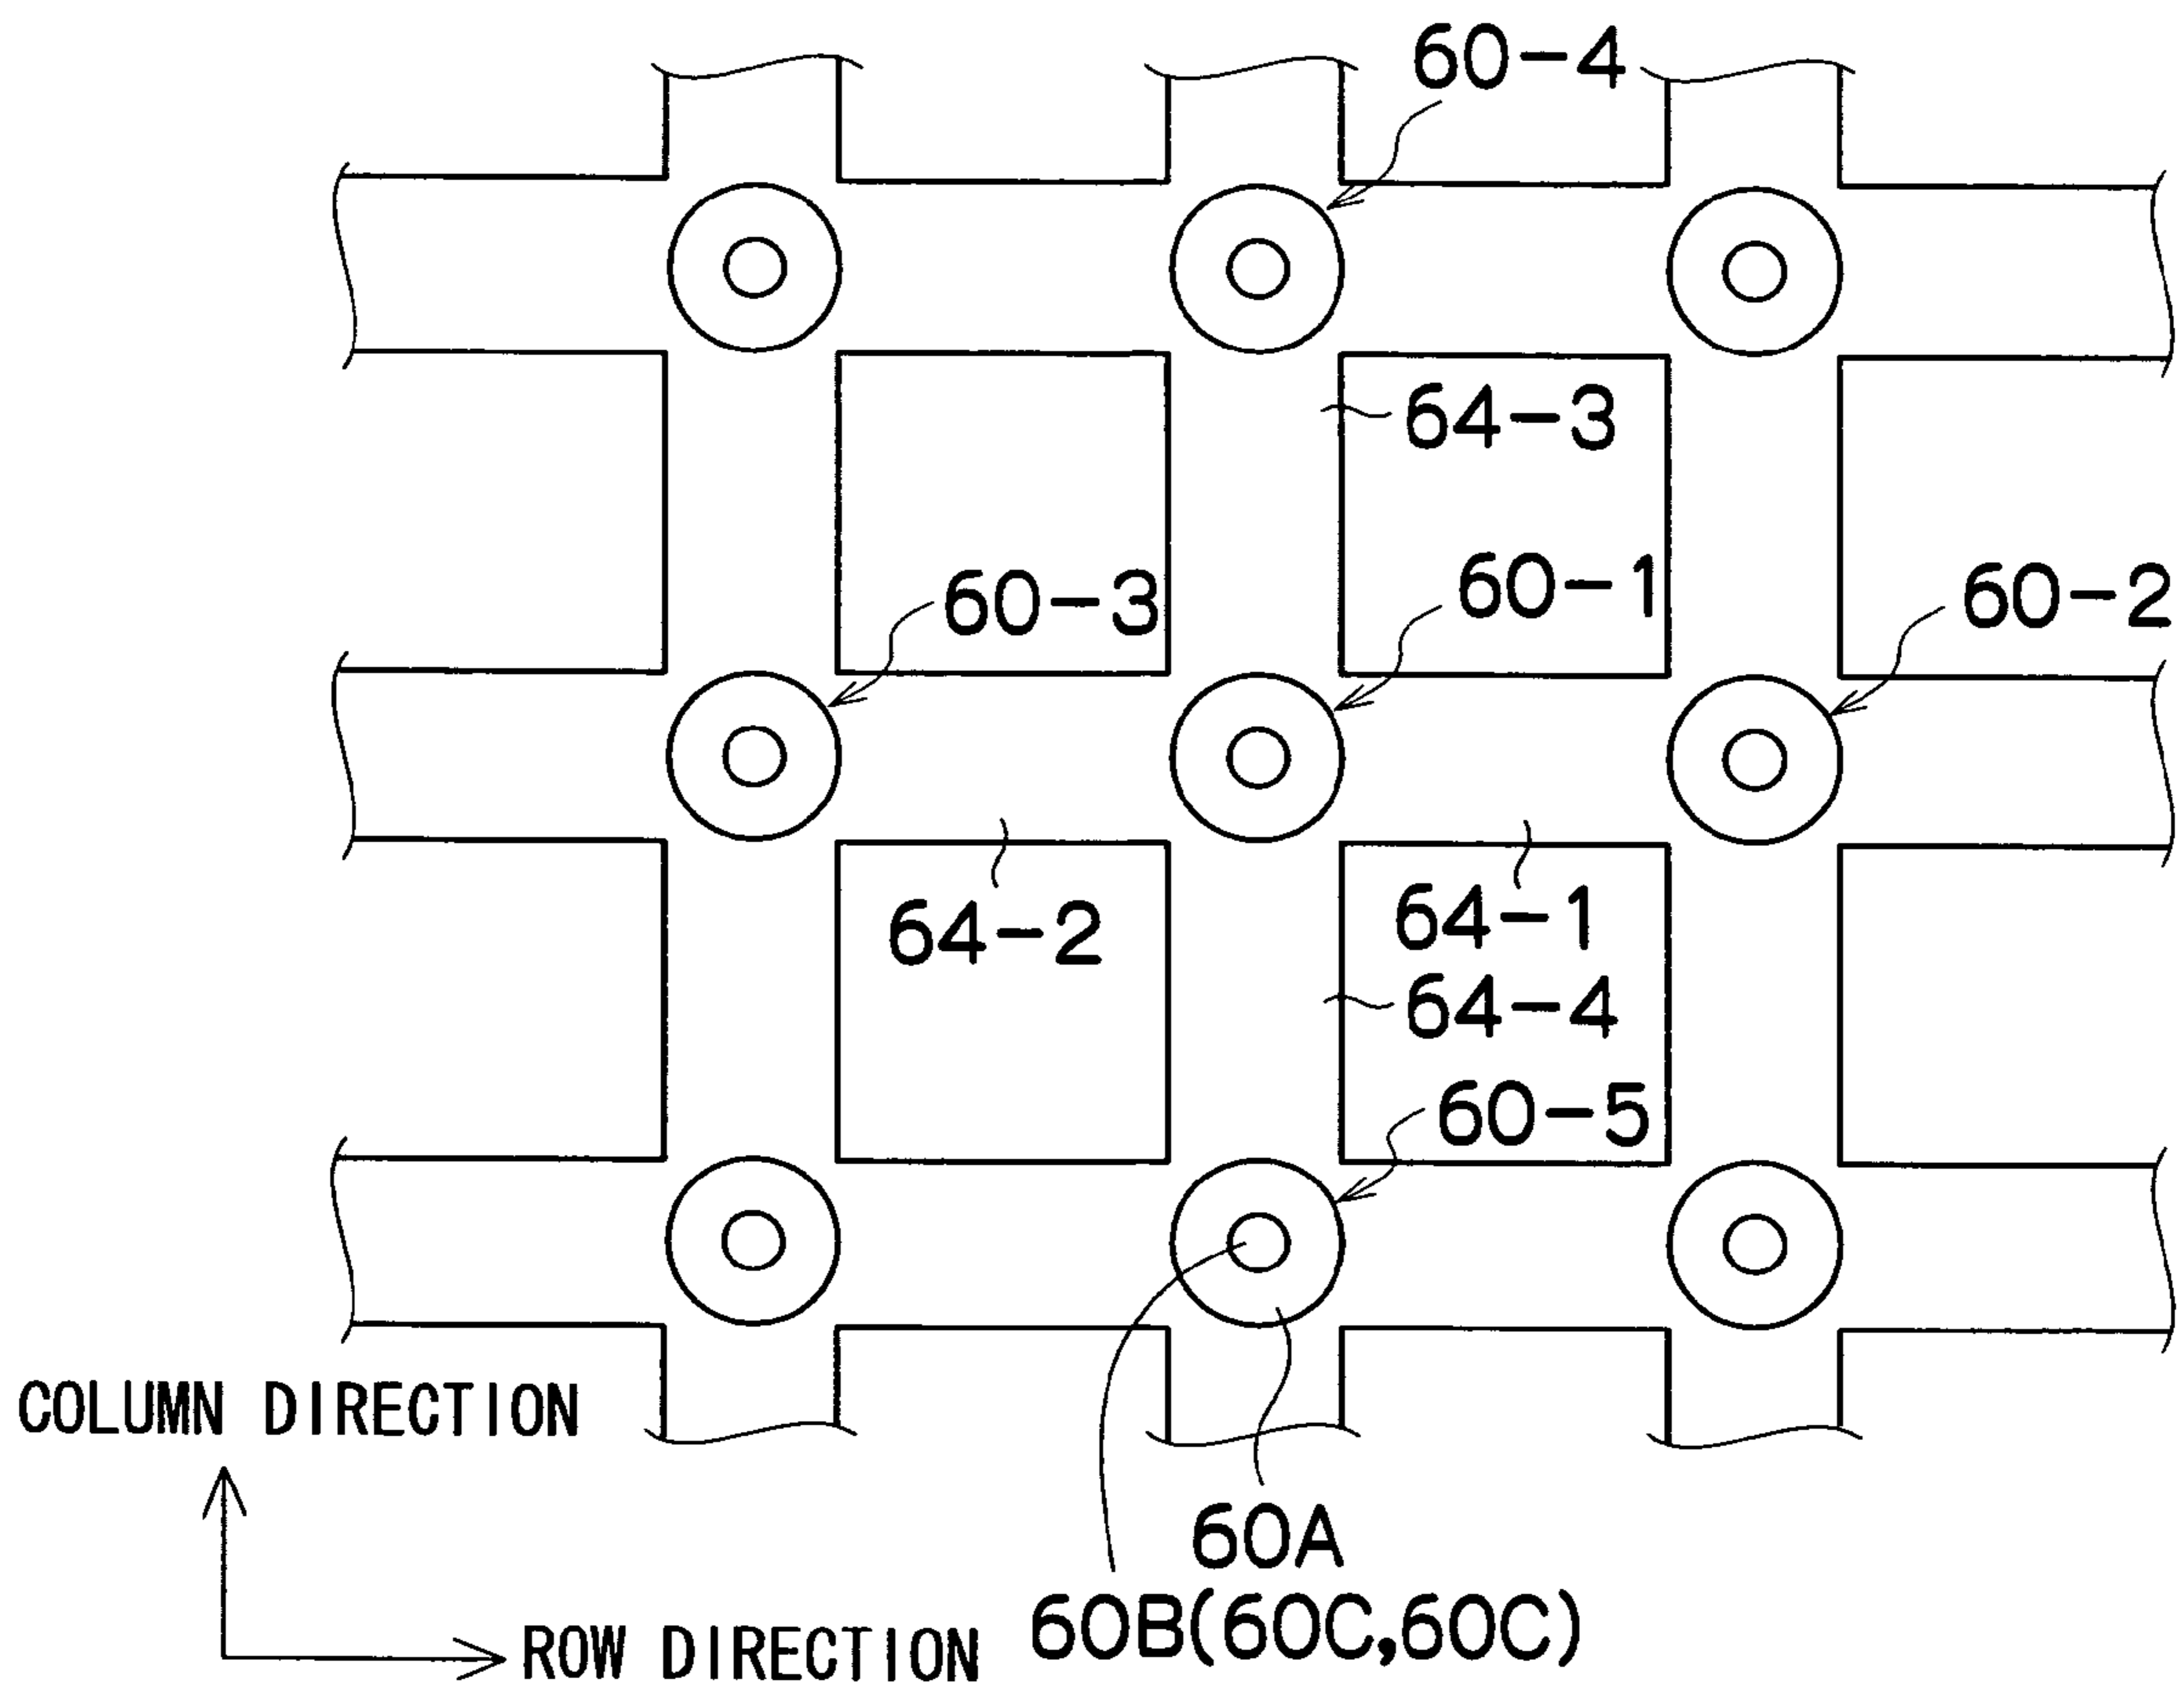 60-4
64-3
60-3
60-1
60-2
64-2
64-1
64-4
60-5
COLUMN DIRECTION
60A
60B(60C,60C)
ROW DIRECTION